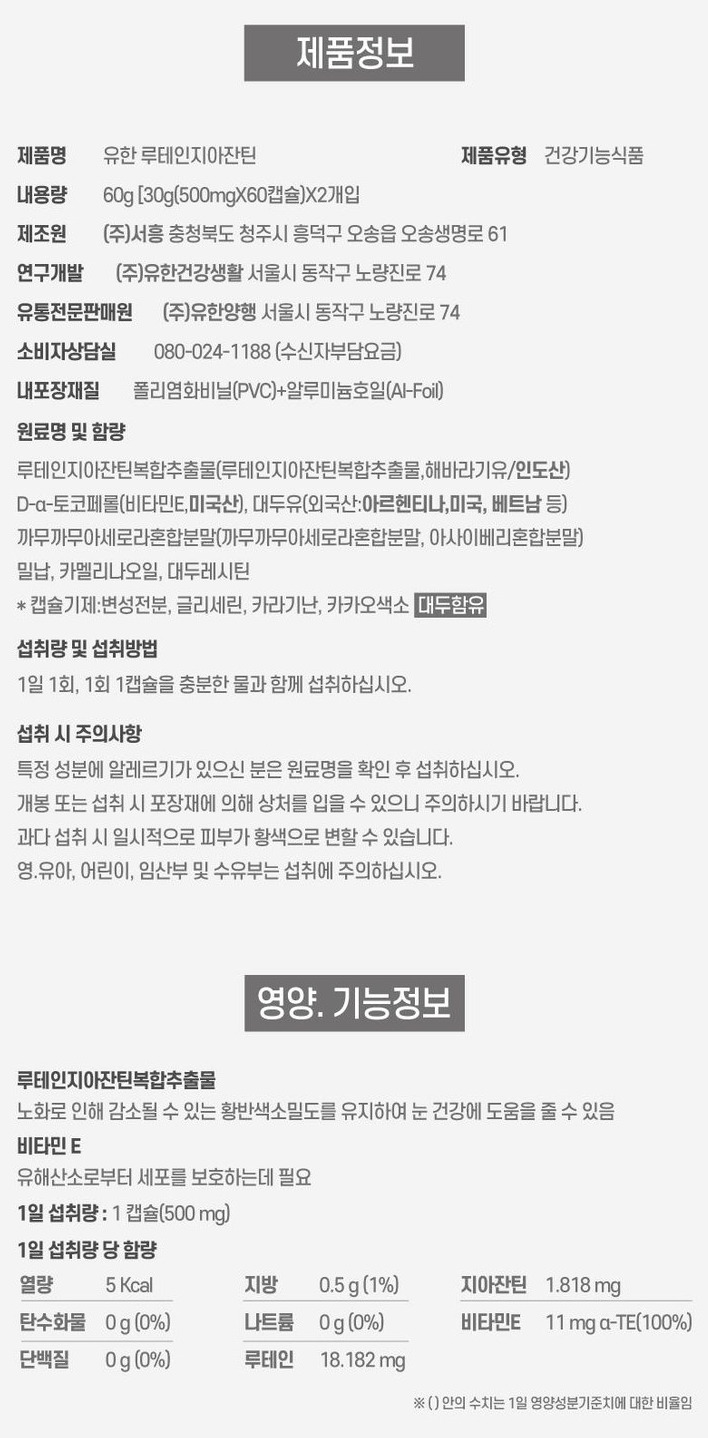 제품정보
제품명 유한 루테인지아잔틴 제품유형 건강기능식품
내용량 60g [30g(500mgX60캡슐)X2개입
제조원 (주)서흥 충청북도 청주시 흥덕구 오송읍 오송생명로 61
연구개발 (주)유한건강생활 서울시 동작구 노량진로 74
유통전문판매원 (주)유한양행 서울시 동작구 노량진로 74
소비자상담실 080-024-1188 (수신자부담요금)
내포장재질 폴리염화비닐(PVC)+알루미늄호일(Al-Foil)
원료명 및 함량
루테인지아잔틴복합추출물(루테인지아잔틴복합추출물,해바라기유/인도산)
D-α-토코페롤(비타민E,미국산), 대두유(외국산:아르헨티나,미국, 베트남 등)
까무까무아세로라혼합분말(까무까무아세로라혼합분말, 아사이베리혼합분말)
밀납, 카멜리나오일, 대두레시틴
* 캡슐기제:변성전분, 글리세린, 카라기난, 카카오색소 대두함유
섭취량 및 섭취방법
1일 1회, 1회 1캡슐을 충분한 물과 함께 섭취하십시오.
섭취 시 주의사항
특정 성분에 알레르기가 있으신 분은 원료명을 확인 후 섭취하십시오.
개봉 또는 섭취 시 포장재에 의해 상처를 입을 수 있으니 주의하시기 바랍니다.
과다 섭취 시 일시적으로 피부가 황색으로 변할 수 있습니다.
영.유아, 어린이, 임산부 및 수유부는 섭취에 주의하십시오.
영양. 기능정보
루테인지아잔틴복합추출물
노화로 인해 감소될 수 있는 황반색소밀도를 유지하여 눈 건강에 도움을 줄 수 있음
비타민 E
유해산소로부터 세포를 보호하는데 필요
1일 섭취량 : 1 캡슐(500 mg)
1일 섭취량 당 함량
열량 5 Kcal 지방 0.5 g (1%) 지아잔틴 1.818 mg
탄수화물 0 g (0%) 나트륨 0 g (0%) 비타민E 11 mg α-TE(100%)
단백질 0 g (0%) 루테인 18.182 mg
※ ( ) 안의 수치는 1일 영양성분기준치에 대한 비율임